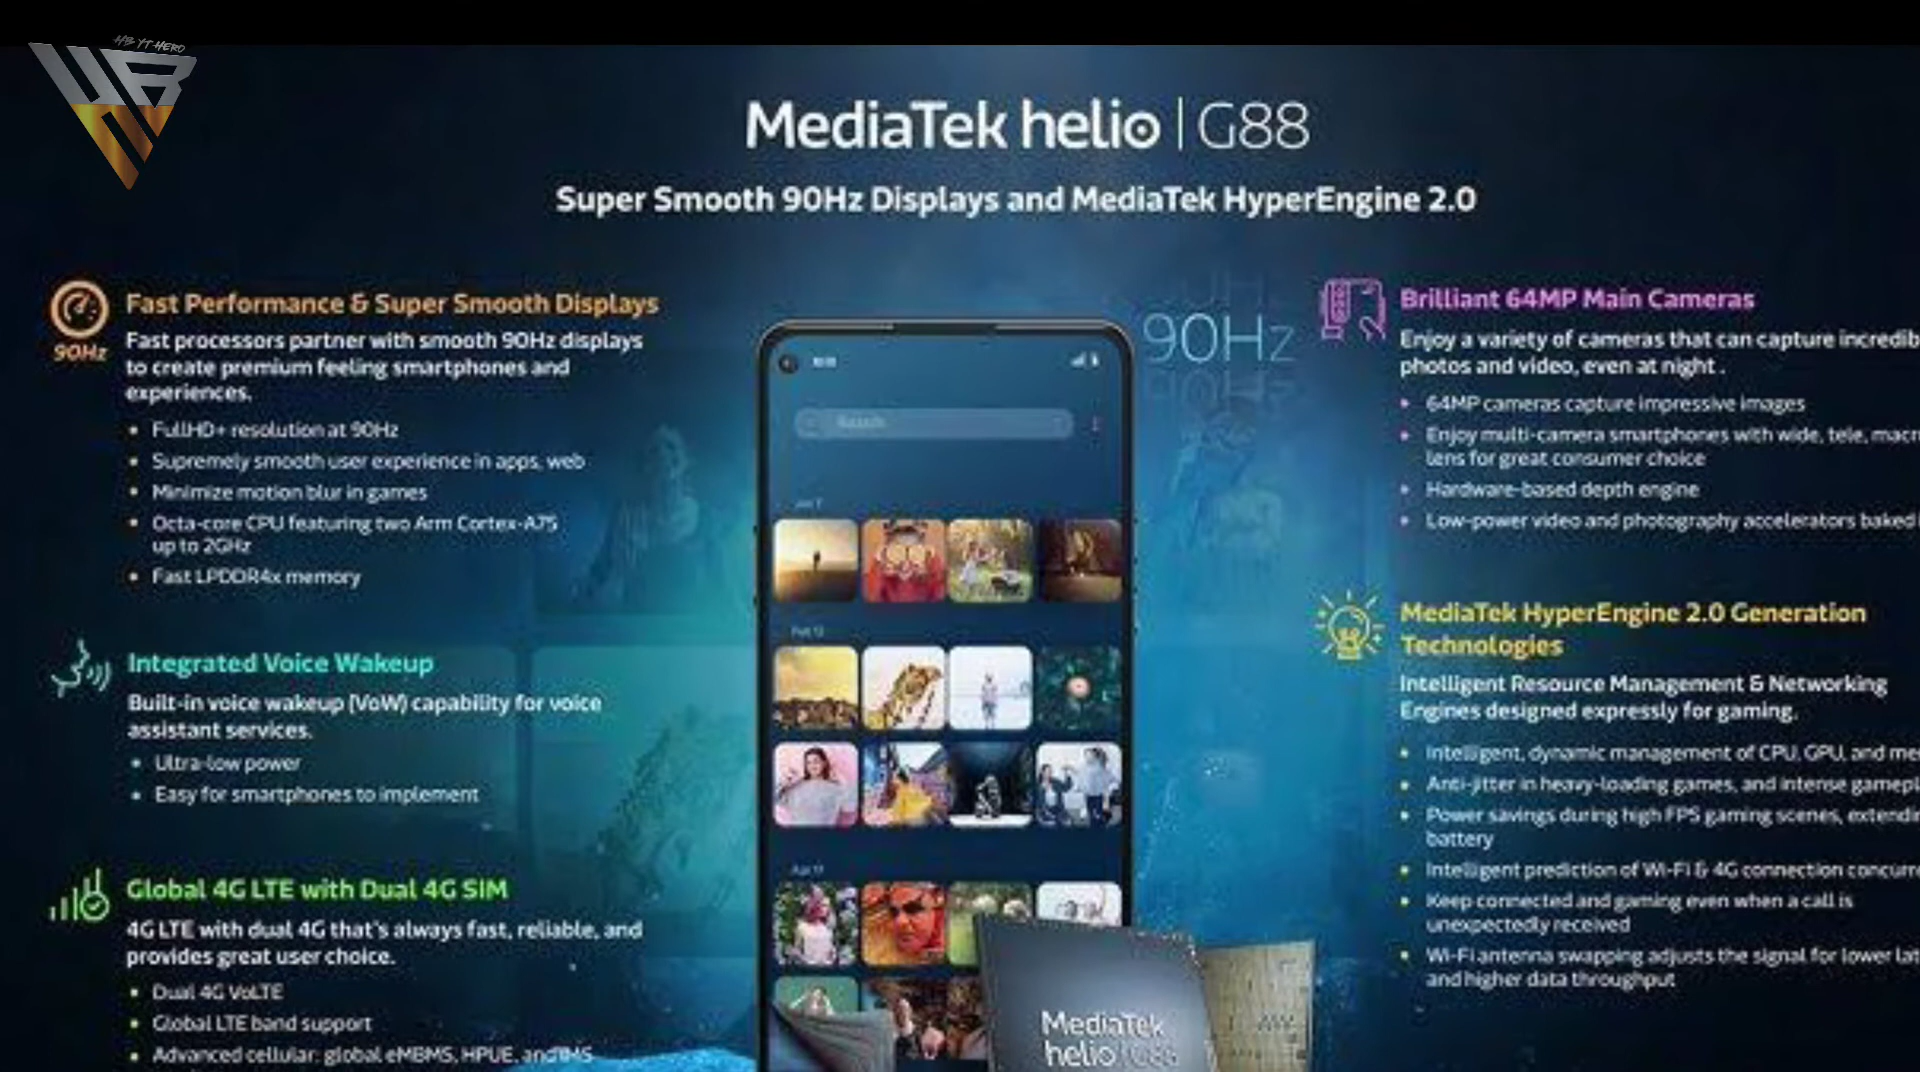 HB YT HERO
MediaTek helio | G88
Super Smooth 90Hz Displays and MediaTek HyperEngine 2.0
90Hz
Fast Performance & Super Smooth Displays
Fast processors partner with smooth 90Hz displays
to create premium feeling smartphones and
experiences.
• FullHD+ resolution at 90Hz
• Supremely smooth user experience in apps, web
• Minimize motion blur in games
• Octa-core CPU featuring two Arm Cortex-A75
up to 2GHz
• Fast LPDDR4x memory
Integrated Voice Wakeup
Built-in voice wakeup (VoW) capability for voice
assistant services.
• Ultra-low power
• Easy for smartphones to implement
Global 4G LTE with Dual 4G SIM
4G LTE with dual 4G that's always fast, reliable, and
provides great user choice.
• Dual 4G VoLTE
• Global LTE band support
• Advanced cellular: global eMBMS, HPUE, and IMS
90Hz
Search
MediaTek
helio G88
Brilliant 64MP Main Cameras
Enjoy a variety of cameras that can capture incredib
photos and video, even at night .
• 64MP cameras capture impressive images
• Enjoy multi-camera smartphones with wide, tele, macr
lens for great consumer choice
• Hardware-based depth engine
• Low-power video and photography accelerators baked
MediaTek HyperEngine 2.0 Generation
Technologies
Intelligent Resource Management & Networking
Engines designed expressly for gaming.
• Intelligent, dynamic management of CPU, GPU, and me
• Anti-jitter in heavy-loading games, and intense gamepl
• Power savings during high FPS gaming scenes, extendin
battery
• Intelligent prediction of Wi-Fi & 4G connection concurre
• Keep connected and gaming even when a call is
unexpectedly received
• Wi-Fi antenna swapping adjusts the signal for lower lat
and higher data throughput